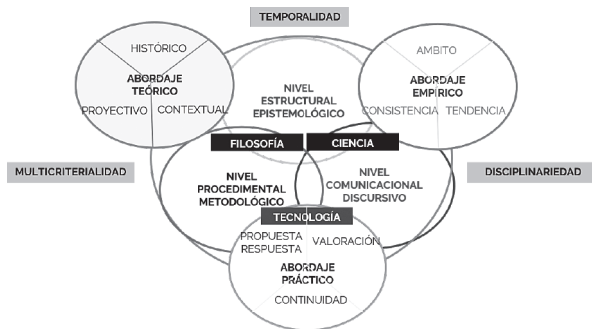 TEMPORALIDAD
HISTÓRICO
ABORDAJE
TEÓRICO
PROYECTIVO
CONTEXTUAL
AMBITO
ABORDAJE
EMPÍRICO
CONSISTENCIA
TENDENCIA
NIVEL
ESTRUCTURAL
EPISTEMOLÓGICO
FILOSOFÍA
CIENCIA
MULTICRITERIALIDAD
DISCIPLINARIEDAD
NIVEL
PROCEDIMENTAL
METODOLÓGICO
NIVEL
COMUNICACIONAL
DISCURSIVO
TECNOLOGÍA
PROPUESTA
RESPUESTA
VALORACIÓN
ABORDAJE
PRÁCTICO
CONTINUIDAD